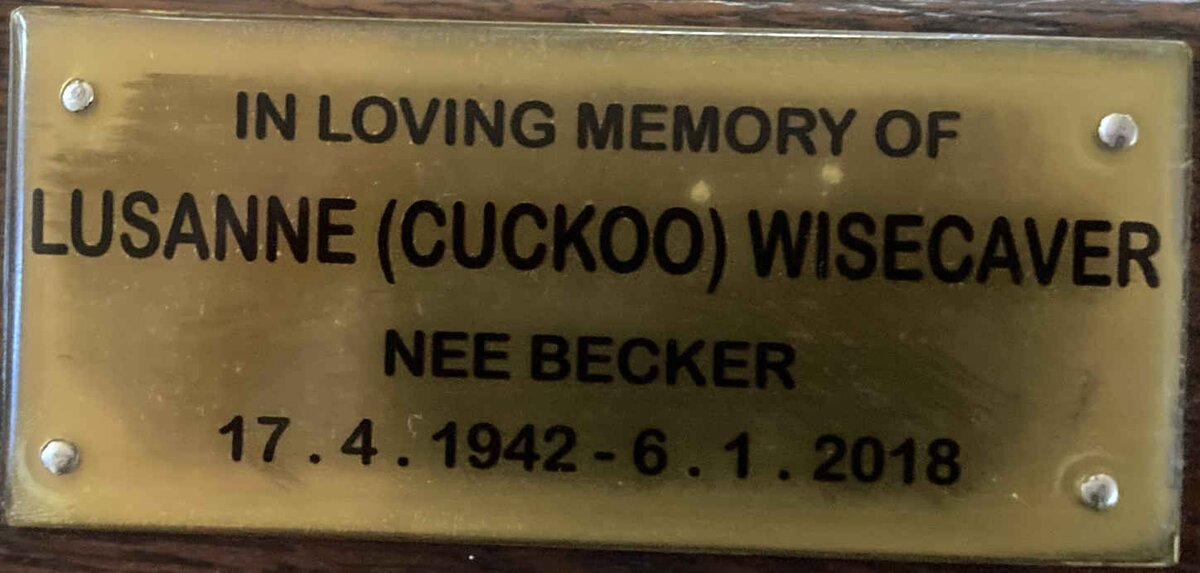 IN LOVING MEMORY OF
LUSANNE (CUCKOO) WISECAVER
NEE BECKER
17.4.1942-6.1.2018